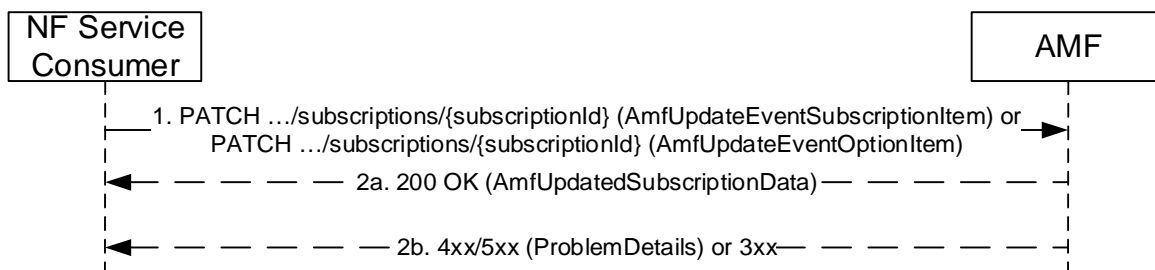 NF Service
Consumer
AMF
1. PATCH …/subscriptions/{subscriptionId} (AmfUpdateEventSubscriptionItem) or
PATCH …/subscriptions/{subscriptionId} (AmfUpdateEventOptionItem)
2a. 200 OK (AmfUpdatedSubscriptionData)
2b. 4xx/5xx (ProblemDetails) or 3xx